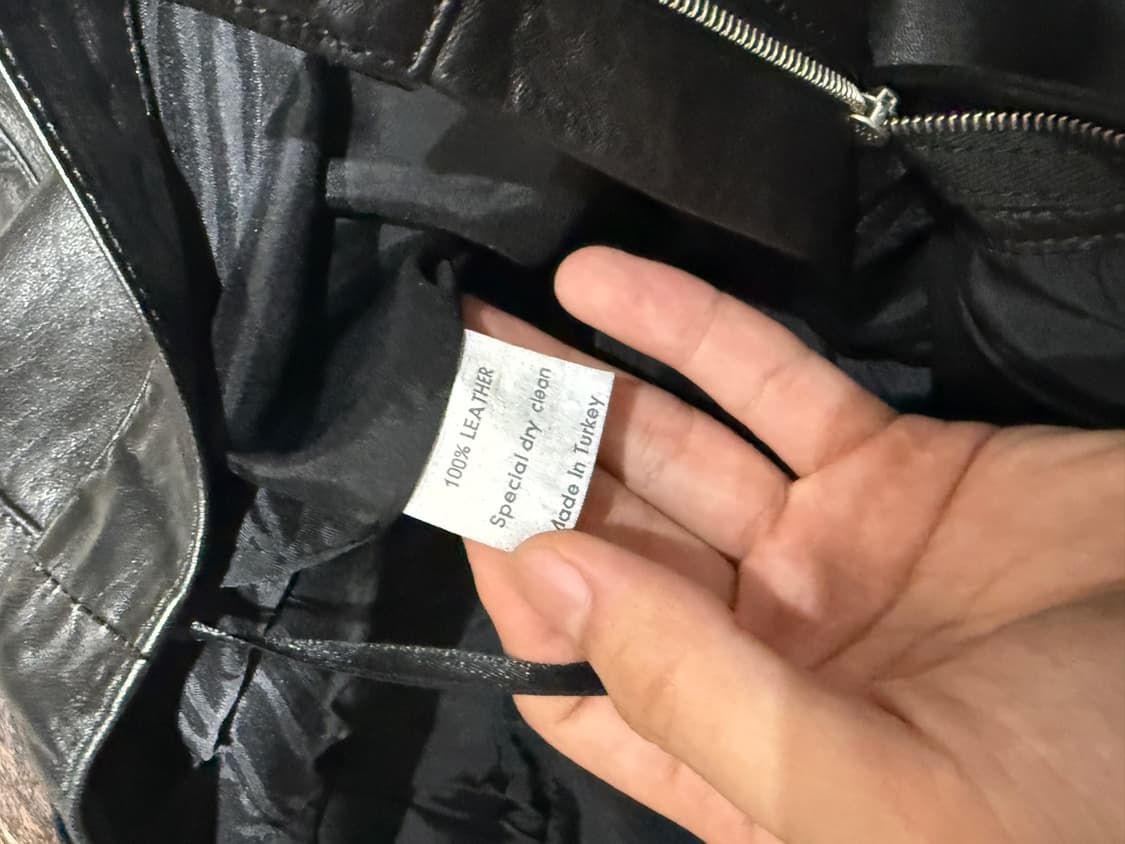 100% LEATHER
Special dry clean
Made In Turkey